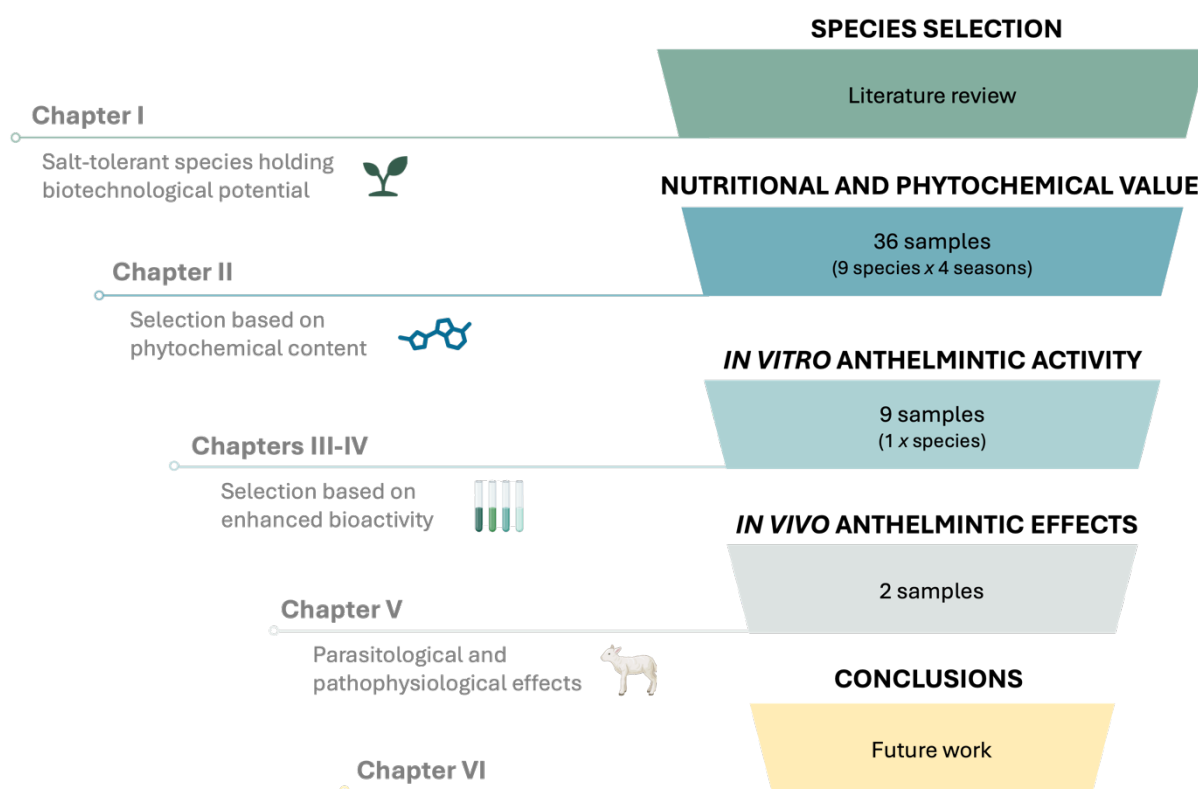 SPECIES SELECTION
Literature review
Chapter I
Salt-tolerant species holding
biotechnological potential
NUTRITIONAL AND PHYTOCHEMICAL VALUE
36 samples
(9 species x 4 seasons)
Chapter II
Selection based on
phytochemical content
IN VITRO ANTHELMINTIC ACTIVITY
9 samples
(1 x species)
Chapters III-IV
Selection based on
enhanced bioactivity
IN VIVO ANTHELMINTIC EFFECTS
2 samples
Chapter V
Parasitological and
pathophysiological effects
CONCLUSIONS
Future work
Chapter VI